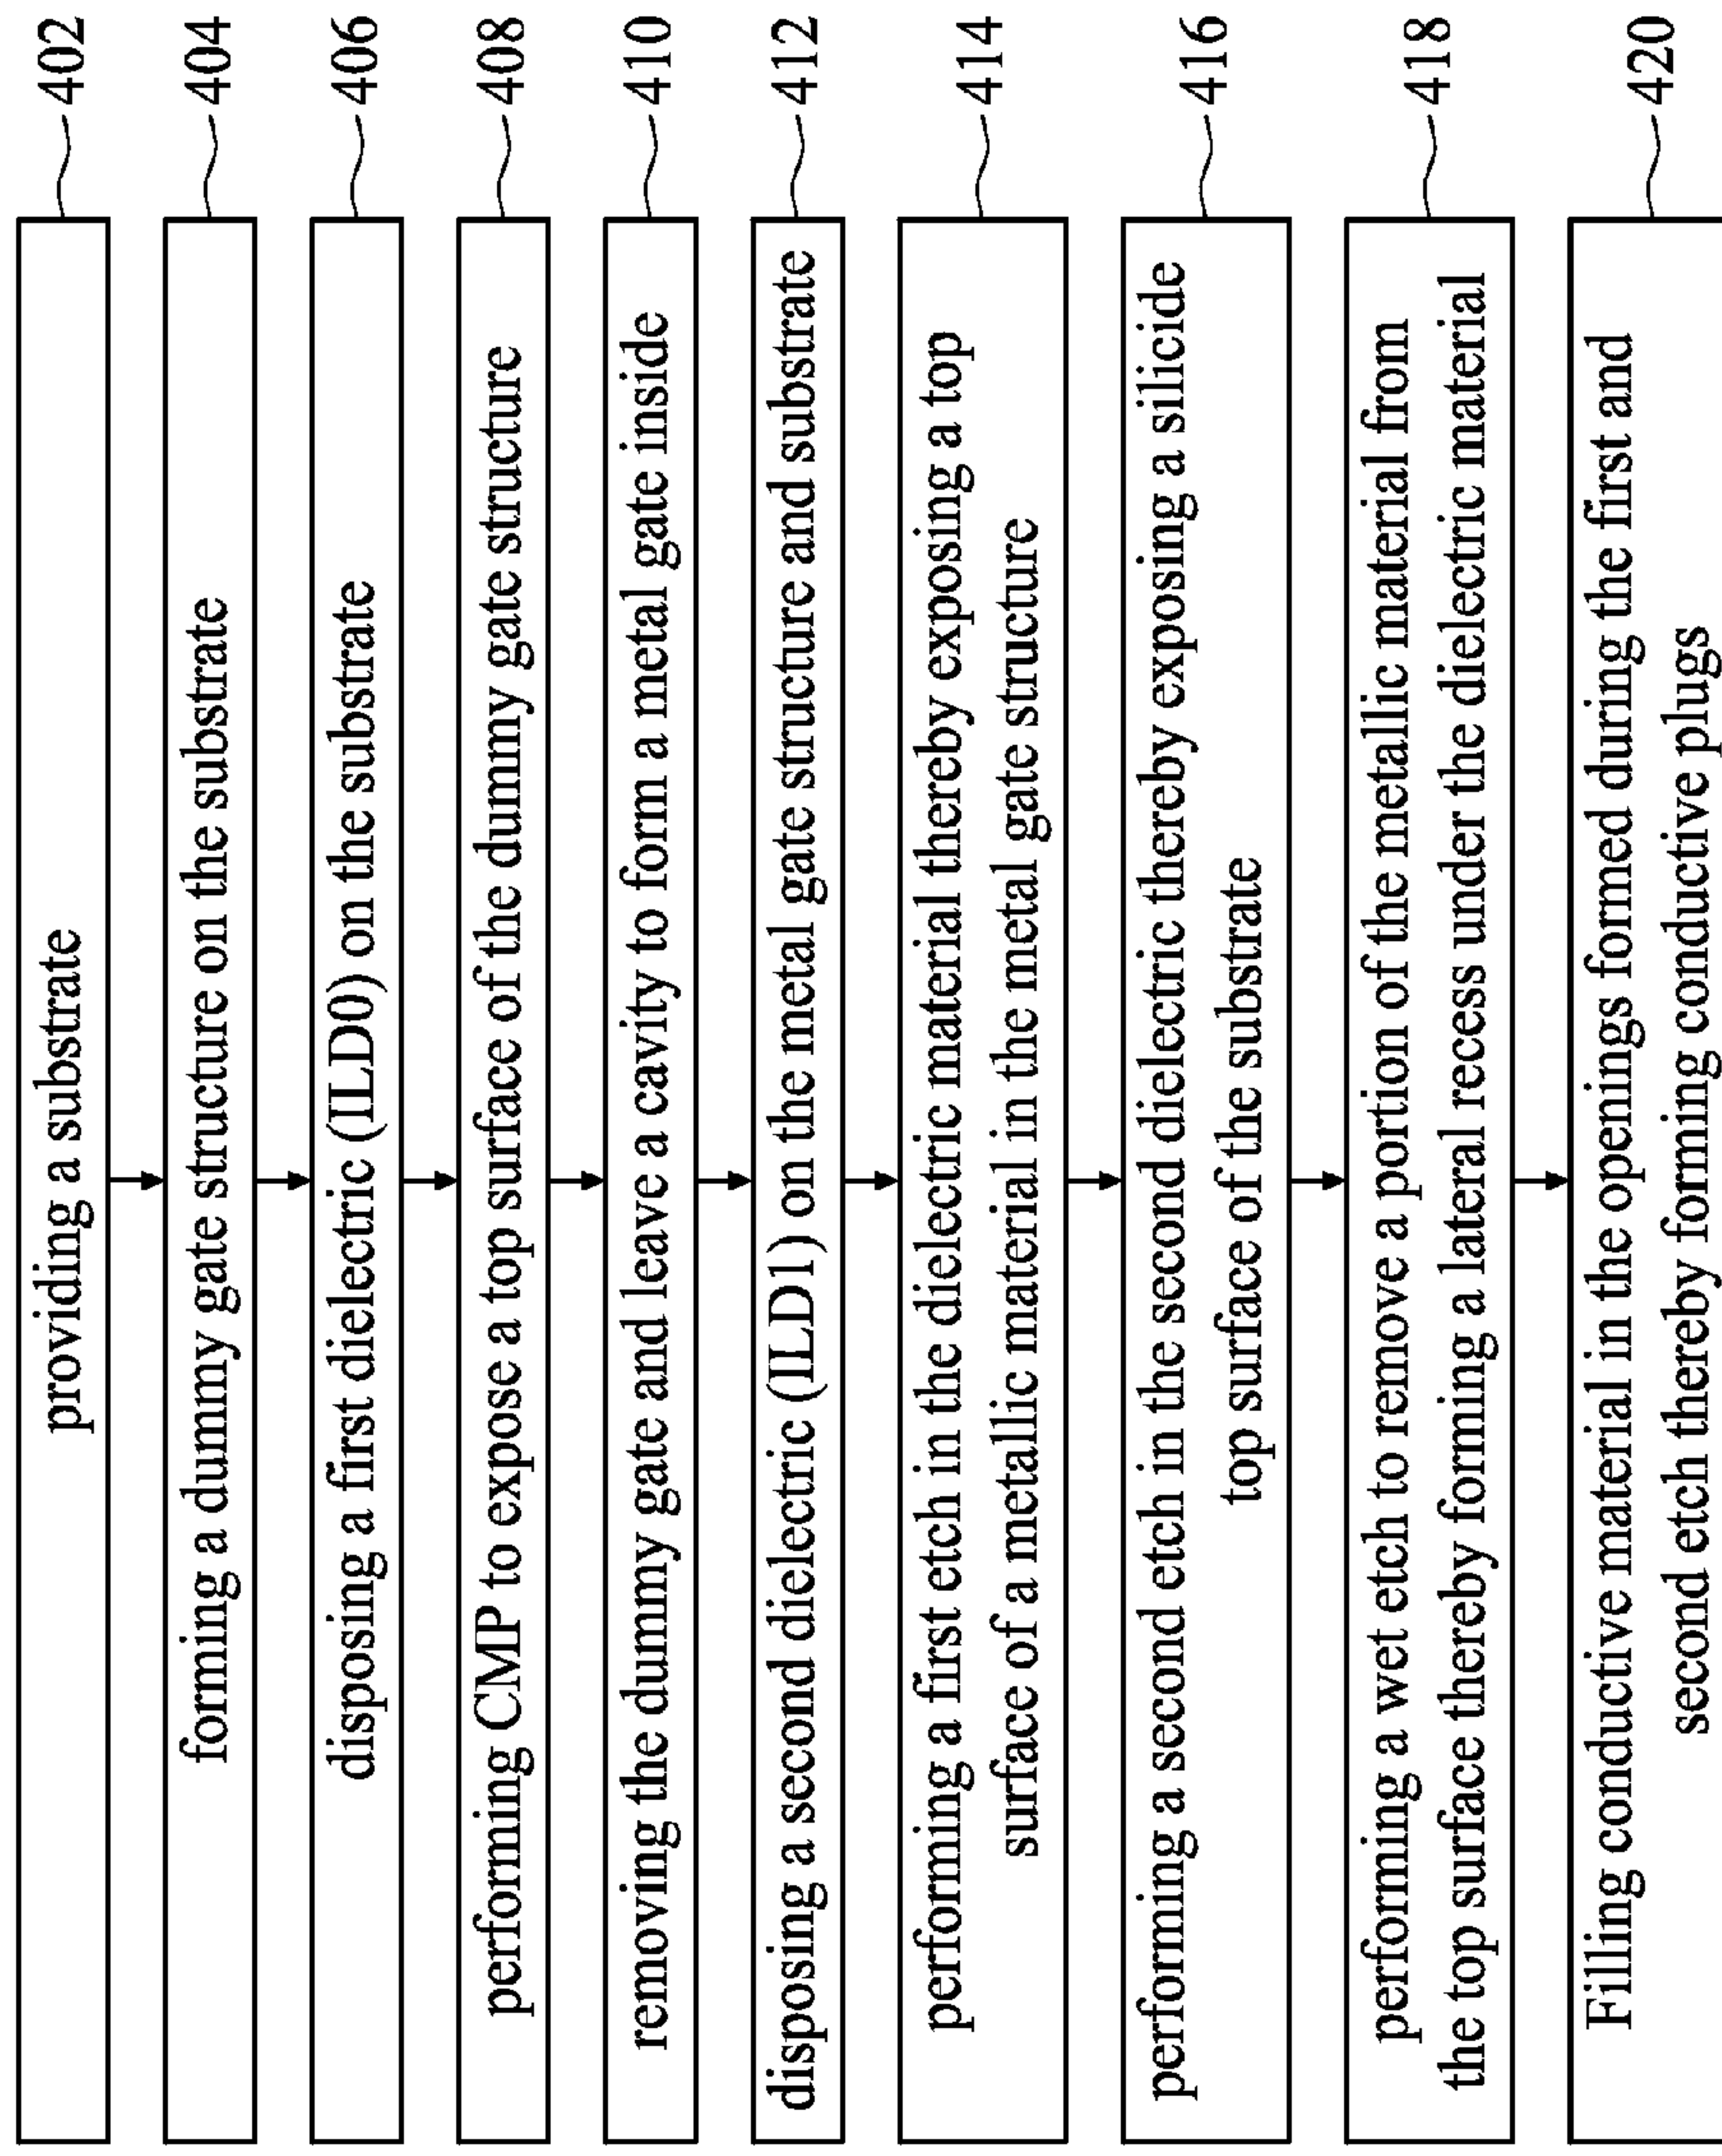 providing a substrate
402
forming a dummy gate structure on the substrate
404
disposing a first dielectric (ILD0) on the substrate
406
performing CMP to expose a top surface of the dummy gate structure
408
removing the dummy gate and leave a cavity to form a metal gate inside
410
disposing a second dielectric (ILD1) on the metal gate structure and substrate
412
performing a first etch in the dielectric material thereby exposing a top
surface of a metallic material in the metal gate structure
414
performing a second etch in the second dielectric thereby exposing a silicide
top surface of the substrate
416
performing a wet etch to remove a portion of the metallic material from
the top surface thereby forming a lateral recess under the dielectric material
418
Filling conductive material in the openings formed during the first and
second etch thereby forming conductive plugs
420